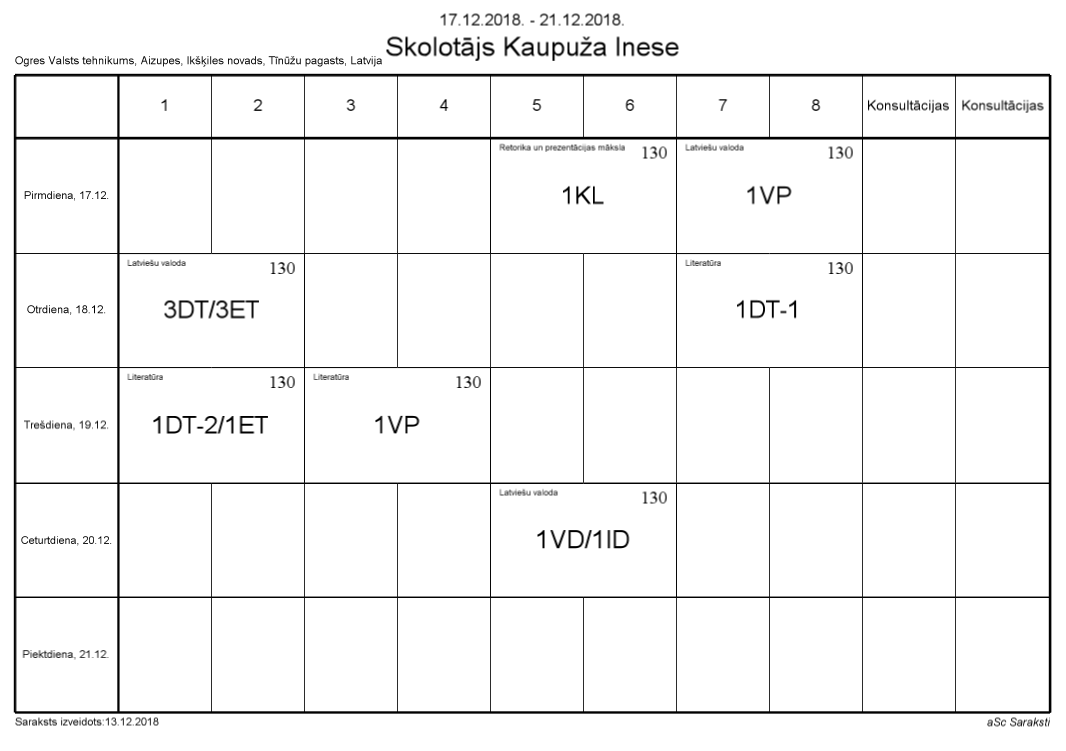 17.12.2018. - 21.12.2018.
Skolotājs Kaupuža Inese
Ogres Valsts tehnikums, Aizupes, Ikšķiles novads, Tīnūžu pagasts, Latvija
1 2 3 4 5 6 7 8 Konsultācijas Konsultācijas
Pirmdiena, 17.12.
Retorika un prezentācijas māksla 130
1KL
Latviešu valoda 130
1VP
Otrdiena, 18.12.
Latviešu valoda 130
3DT/3ET
Literatūra 130
1DT-1
Trešdiena, 19.12.
Literatūra 130
1DT-2/1ET
Literatūra 130
1VP
Ceturtdiena, 20.12.
Latviešu valoda 130
1VD/1ID
Piektdiena, 21.12.
Saraksts izveidots:13.12.2018
aSc Saraksti